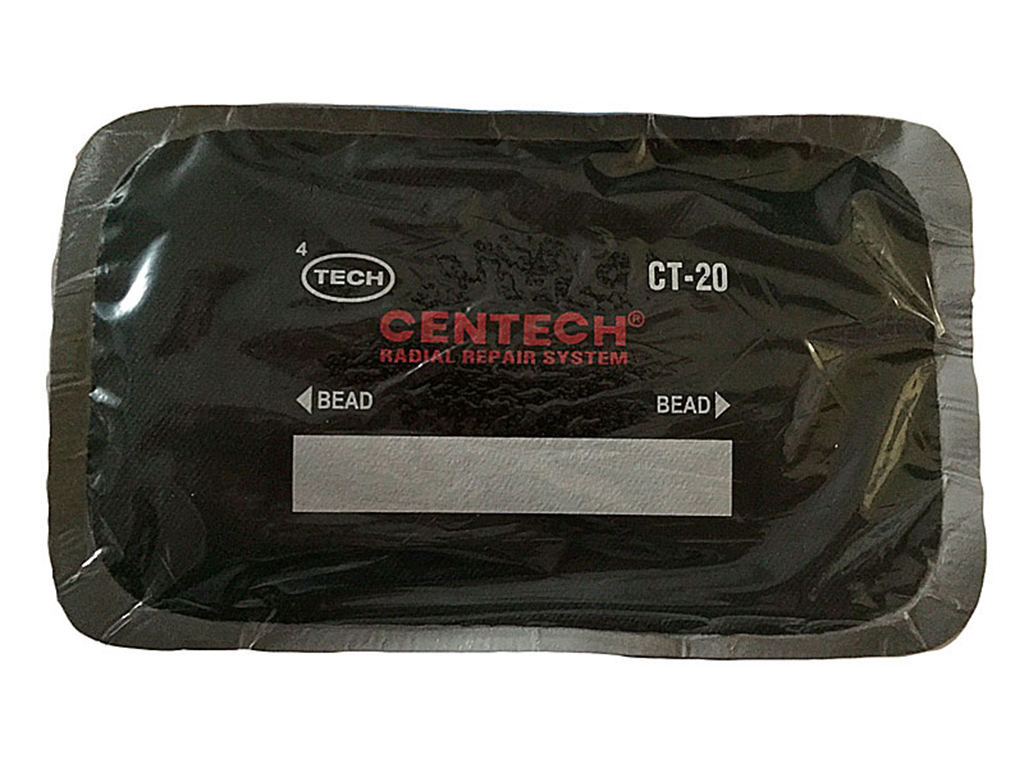 4
TECH
CT-20
CENTECH®
RADIAL REPAIR SYSTEM
◀BEAD
BEAD▶